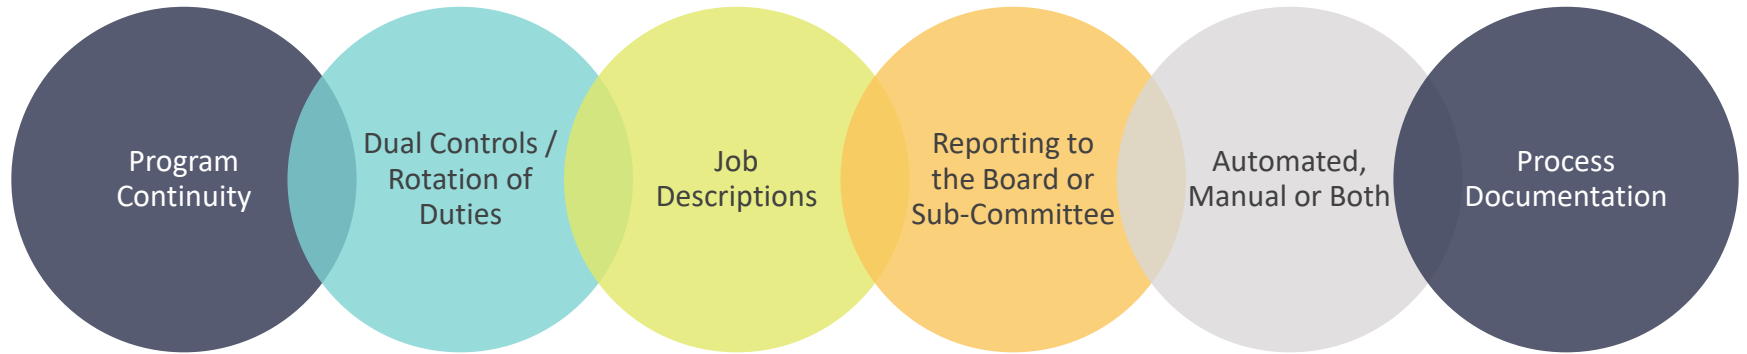 Program
Continuity
Dual Controls /
Rotation of
Duties
Job
Descriptions
Reporting to
the Board or
Sub-Committee
Automated,
Manual or Both
Process
Documentation